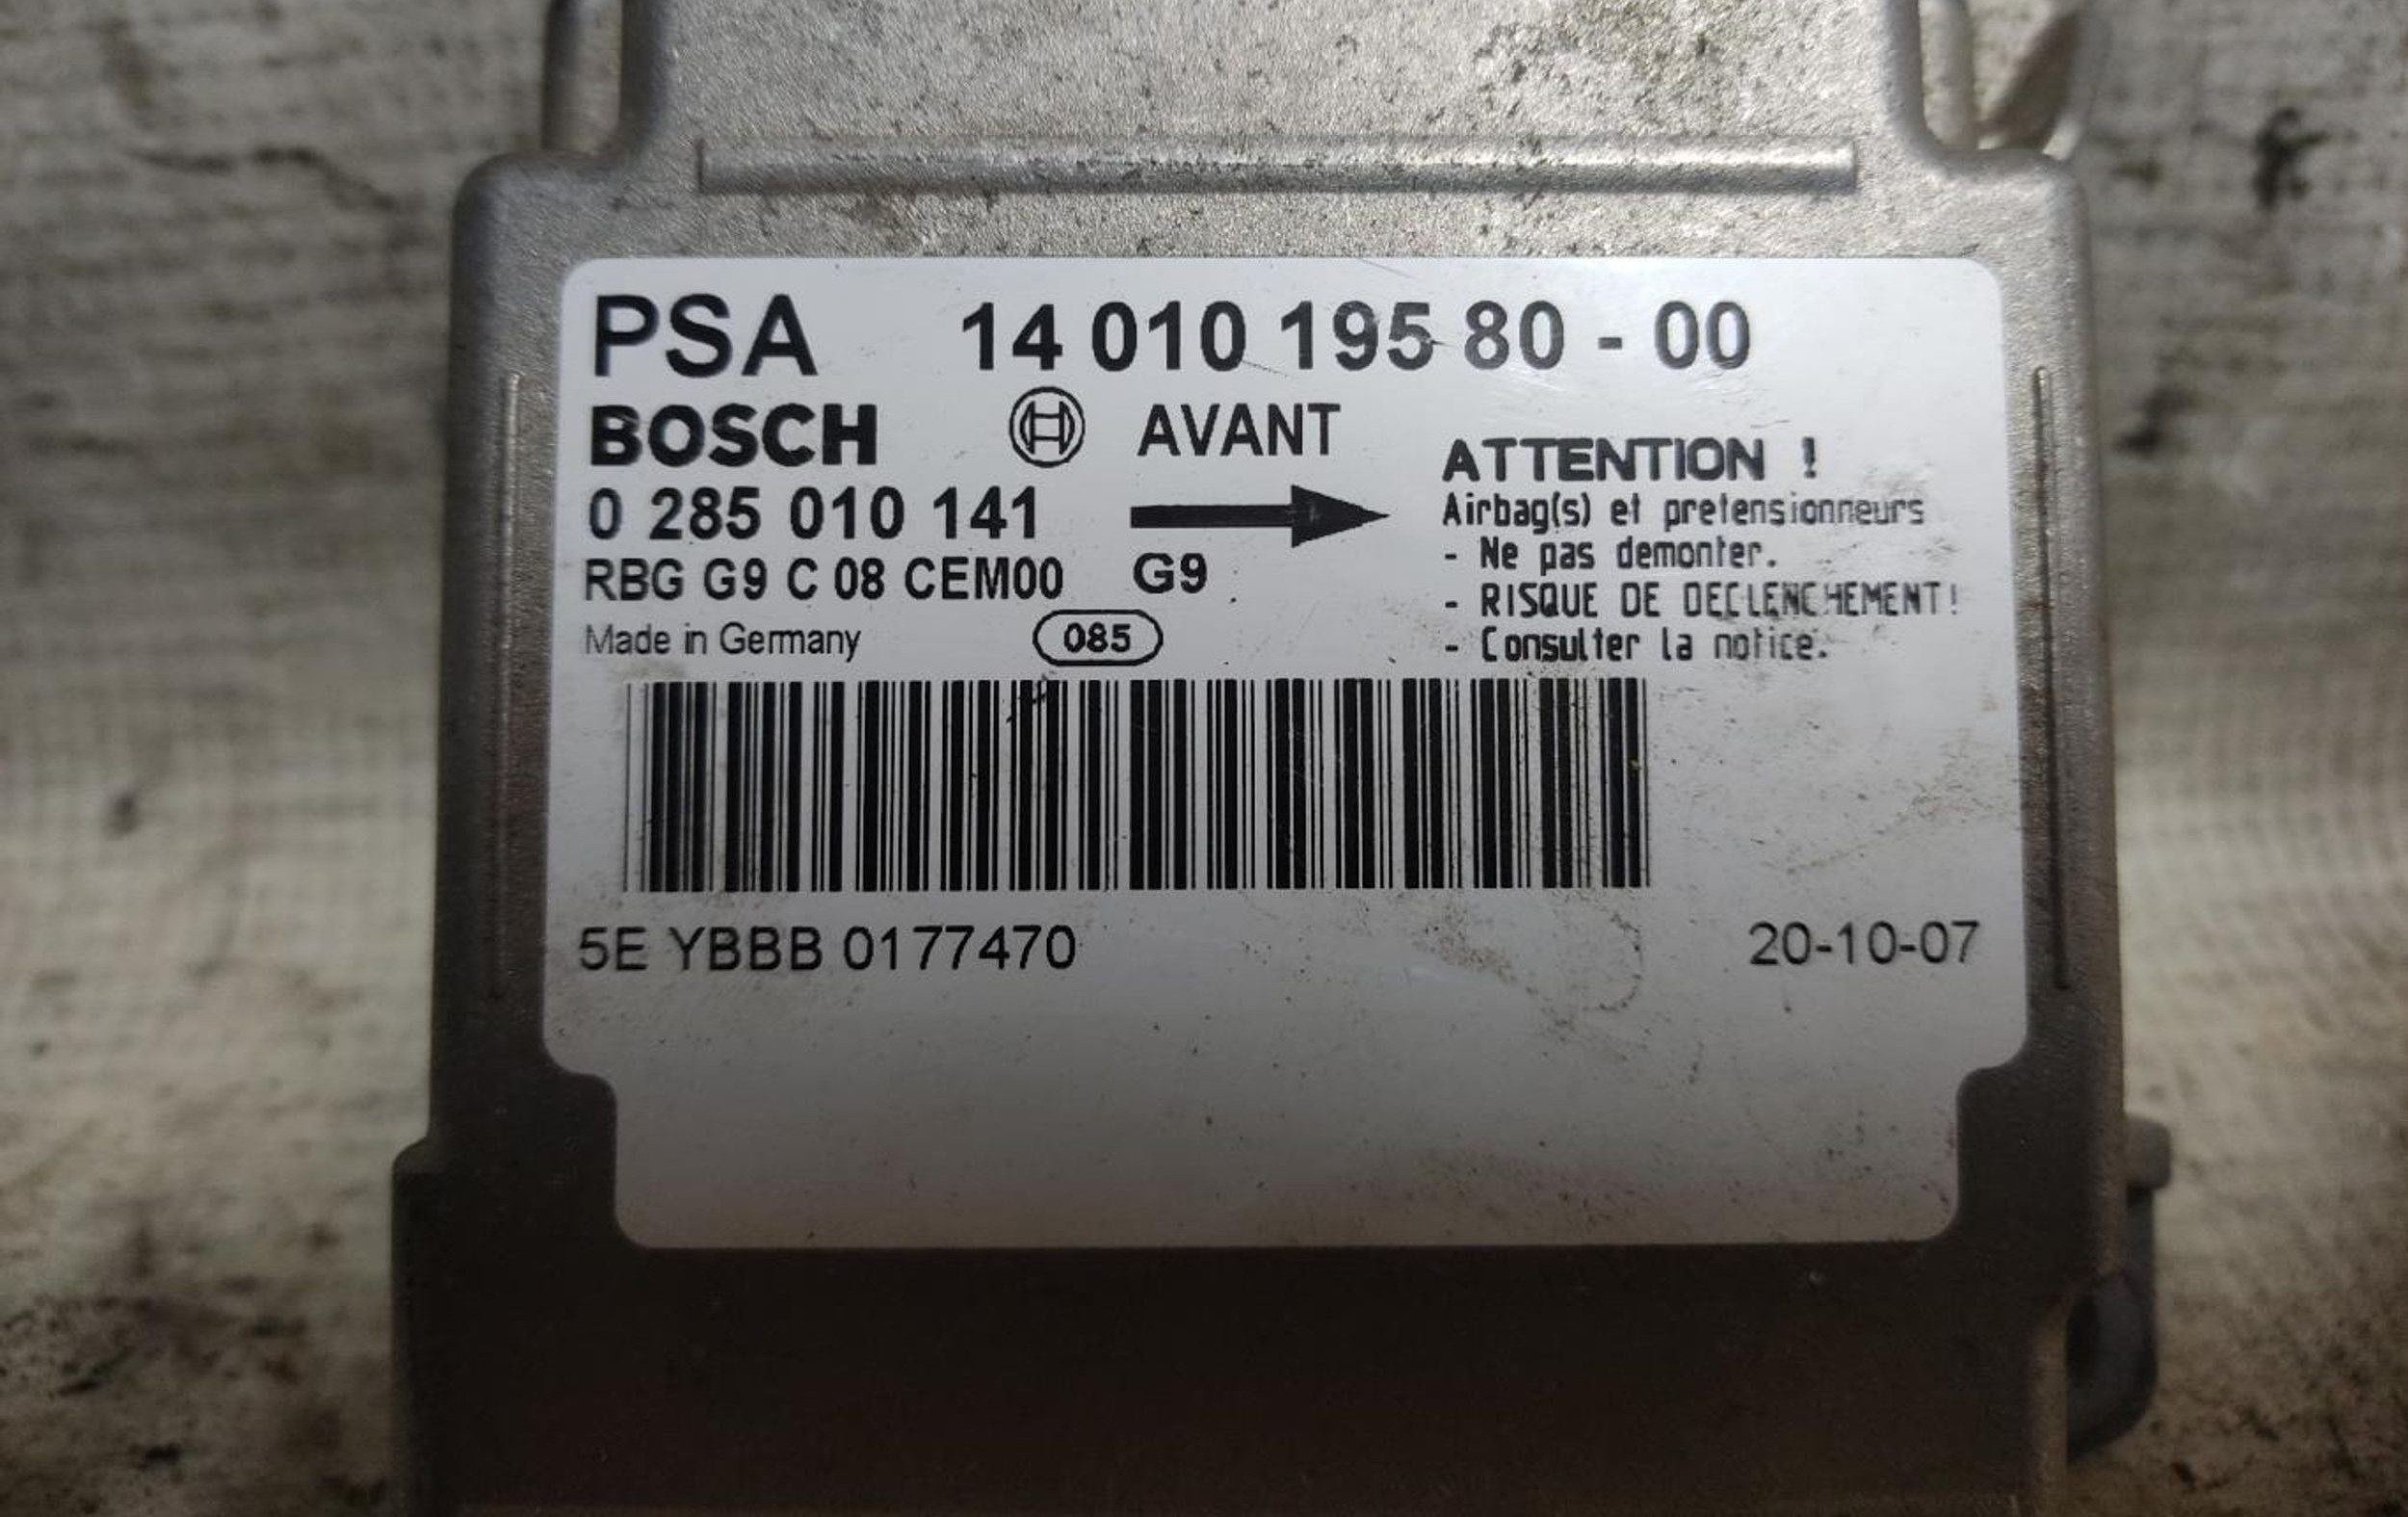 PSA 14 010 195 80 - 00
BOSCH AVANT
0 285 010 141
RBG G9 C 08 CEM00 G9
Made in Germany 085
ATTENTION !
Airbag(s) et pretensionneurs
- Ne pas demonter.
- RISQUE DE DECLENCHEMENT!
- Consulter la notice.
5E YBBB 0177470 20-10-07